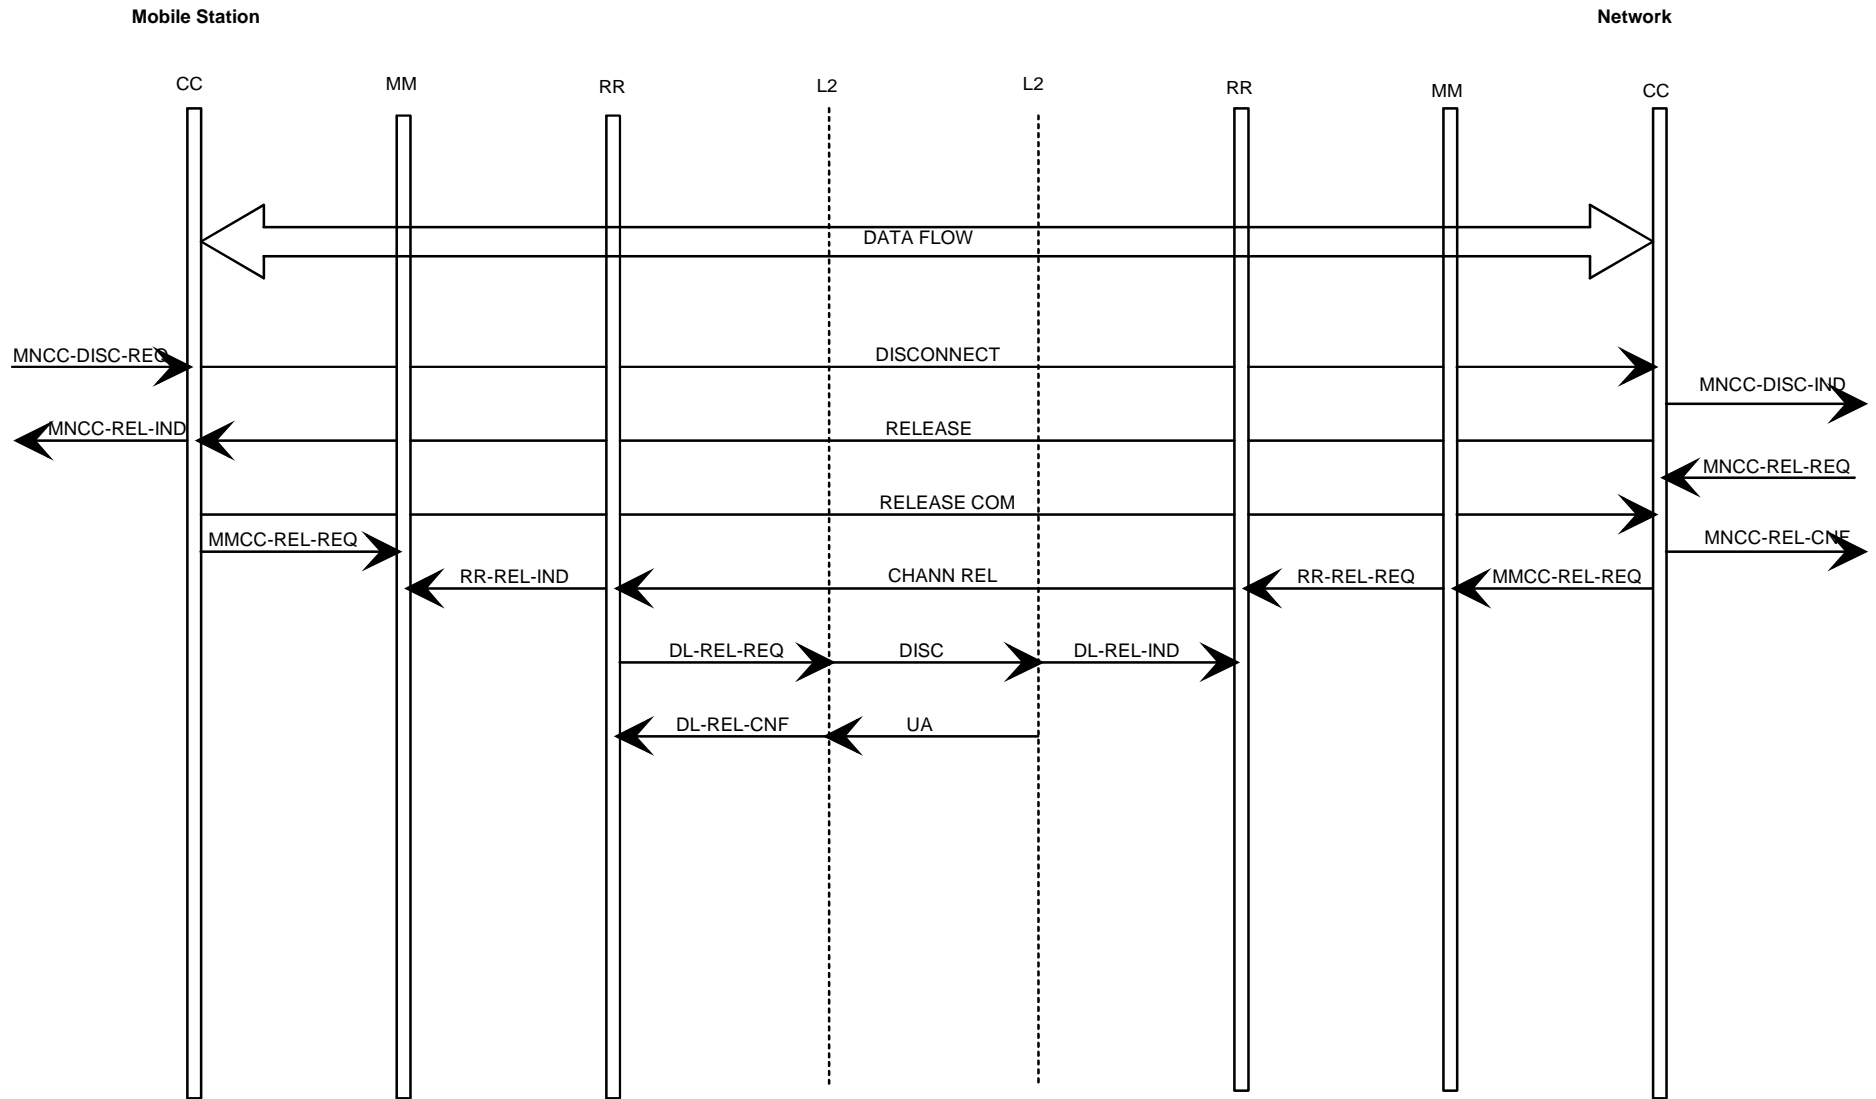 Mobile Station
Network
CC
MM
RR
L2
L2
RR
MM
CC
DATA FLOW
MNCC-DISC-REQ
DISCONNECT
MNCC-DISC-IND
MNCC-REL-IND
RELEASE
MNCC-REL-REQ
RELEASE COM
MMCC-REL-REQ
MNCC-REL-CNF
RR-REL-IND
CHANN REL
RR-REL-REQ
MMCC-REL-REQ
DL-REL-REQ
DISC
DL-REL-IND
DL-REL-CNF
UA